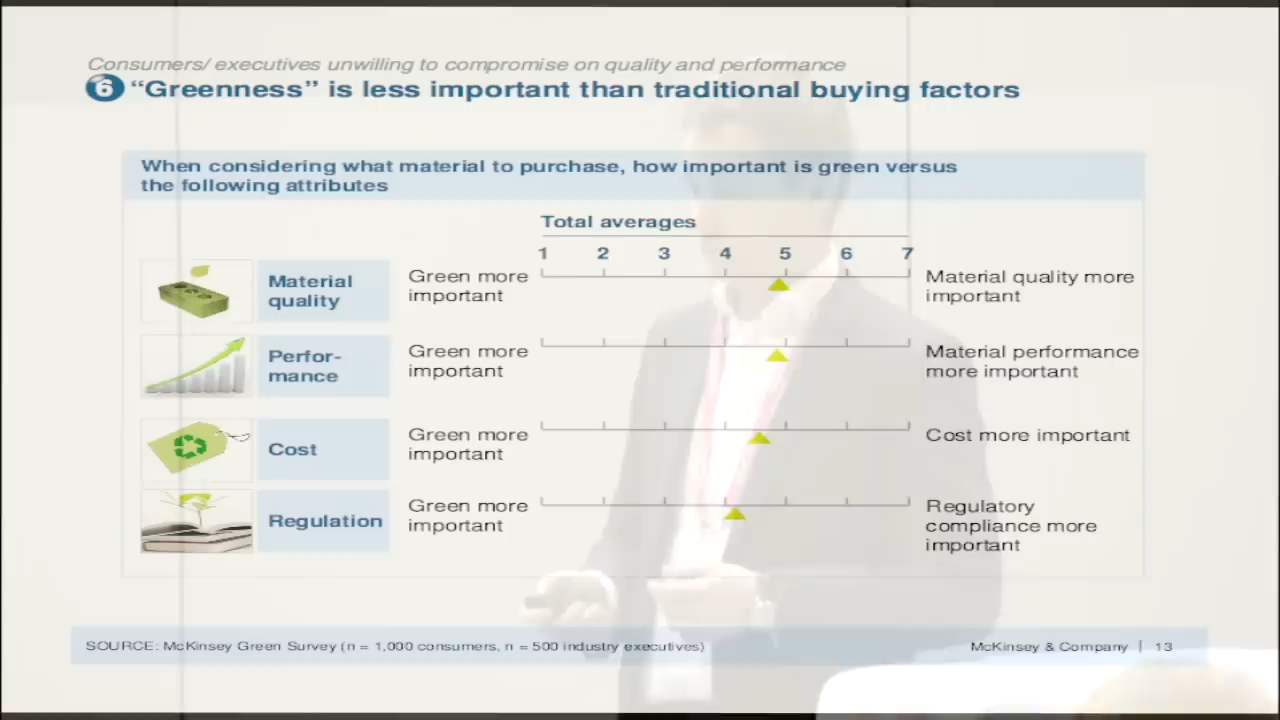 Consumers/ executives unwilling to compromise on quality and performance
6 “Greenness” is less important than traditional buying factors
When considering what material to purchase, how important is green versus
the following attributes
Total averages
1 2 3 4 5 6 7
Material
quality
Green more
important
Material quality more
important
Perfor-
mance
Green more
important
Material performance
more important
Cost
Green more
important
Cost more important
Regulation
Green more
important
Regulatory
compliance more
important
SOURCE: McKinsey Green Survey (n = 1,000 consumers, n = 500 industry executives)
McKinsey & Company | 13